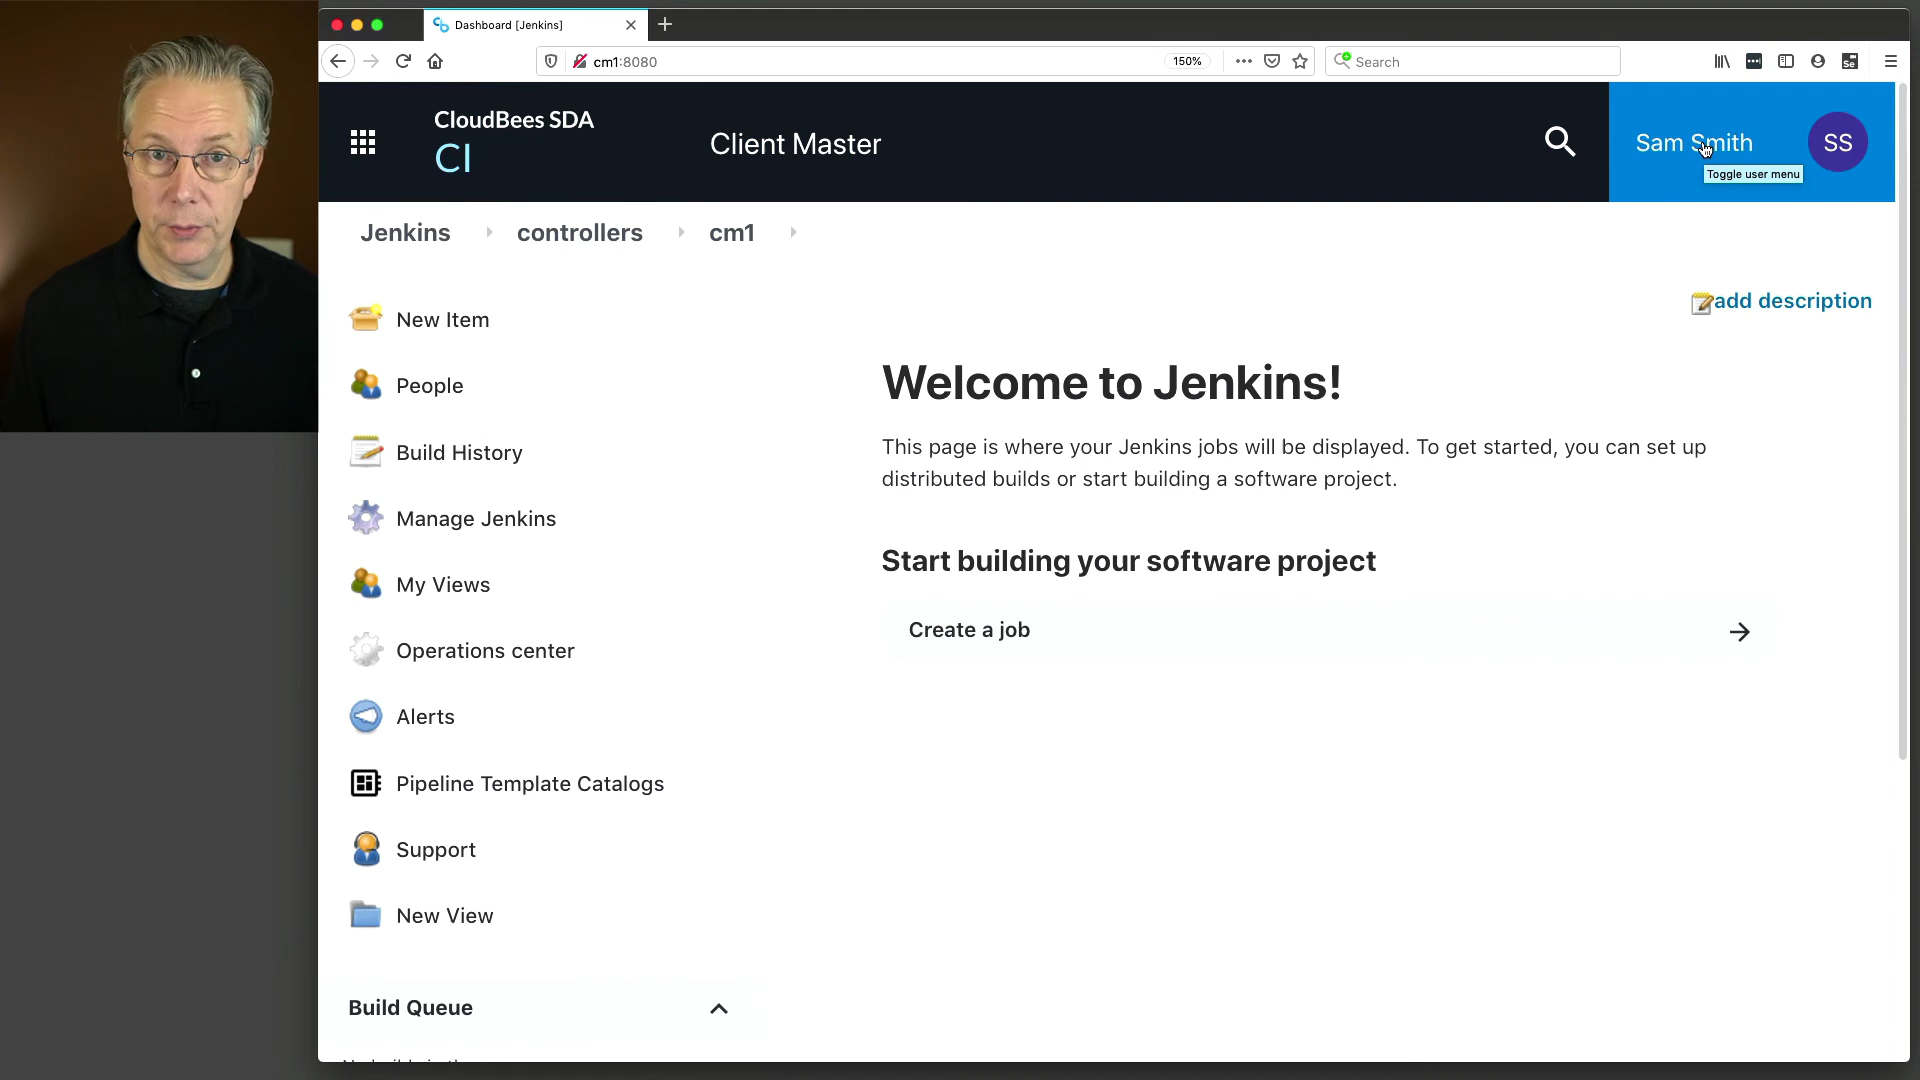 Dashboard [Jenkins]
cm1:8080
150%
Search
CloudBees SDA
CI
Client Master
Sam Smith
SS
Toggle user menu
Jenkins
controllers
cm1
add description
New Item
People
Build History
Manage Jenkins
My Views
Operations center
Alerts
Pipeline Template Catalogs
Support
New View
Build Queue
Welcome to Jenkins!
This page is where your Jenkins jobs will be displayed. To get started, you can set up
distributed builds or start building a software project.
Start building your software project
Create a job